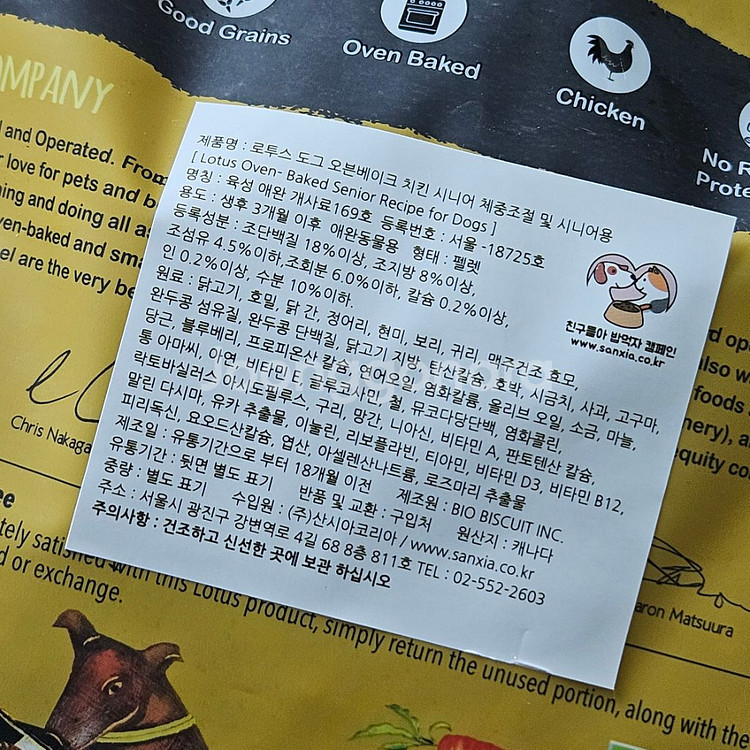 Good Grains
Oven Baked
Chicken
No R
Prote
OMPANY
and Operated. From
r love for pets and b
ning and doing all as
ven-baked and sma
el are the very be
제품명 : 로투스 도그 오븐베이크 치킨 시니어 체중조절 및 시니어용
[ Lotus Oven- Baked Senior Recipe for Dogs ]
명칭 : 육성 애완 개사료169호 등록번호 : 서울 -18725호
용도 : 생후 3개월 이후 애완동물용 형태 : 펠렛
등록성분 : 조단백질 18%이상, 조지방 8%이상,
조섬유 4.5%이하,조회분 6.0%이하, 칼슘 0.2%이상,
인 0.2%이상, 수분 10%이하.
원료 : 닭고기, 호밀, 닭 간, 정어리, 현미, 보리, 귀리, 맥주건조 효모,
완두콩 섬유질 완두콩 단백질, 닭고기 지방, 탄산칼슘, 호박, 시금치, 사과, 고구마,
당근, 블루베리, 프로피온산 칼슘, 연어오일, 염화칼륨, 올리브 오일, 소금, 마늘,
통 아마씨, 아연, 비타민 E, 글루코사민 철, 뮤코다당단백, 염화콜린,
락토바실러스 아시도필루스, 구리, 망간, 니아신, 비타민 A, 판토텐산 칼슘,
말린 다시마, 유카 추출물, 이눌린, 리보플라빈, 티아민, 비타민 D3, 비타민 B12,
피리독신, 요오드산칼슘, 엽산, 아셀렌산나트륨, 로즈마리 추출물
제조일 : 유통기간으로 부터 18개월 이전 제조원 : BIO BISCUIT INC.
유통기간 : 뒷면 별도 표기 반품 및 교환 : 구입처 원산지 : 캐나다
중량 : 별도 표기 수입원 : (주)산시아코리아 / www.sanxia.co.kr
주소 : 서울시 광진구 강변역로 4길 68 8층 811호 TEL : 02-552-2603
주의사항 : 건조하고 신선한 곳에 보관 하십시오
친구들아 밥먹자 캠페인
www.sanxia.co.kr
Joonggonara
rd op
also w
foods
nery), a
equity co
Chris Nakaga
aron Matsuura
ee
tely satisfied with this Lotus product, simply return the unused portion, along with the
d or exchange.